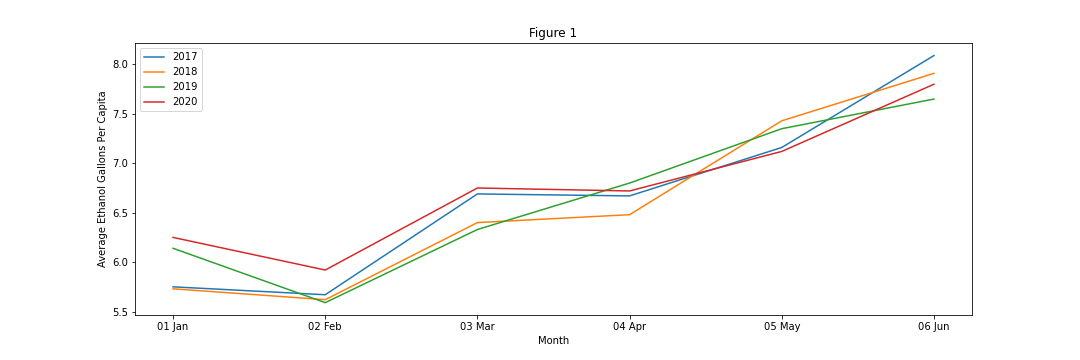 Figure 1
2017
2018
2019
2020
Average Ethanol Gallons Per Capita
8.0
7.5
7.0
6.5
6.0
5.5
01 Jan 02 Feb 03 Mar 04 Apr 05 May 06 Jun
Month